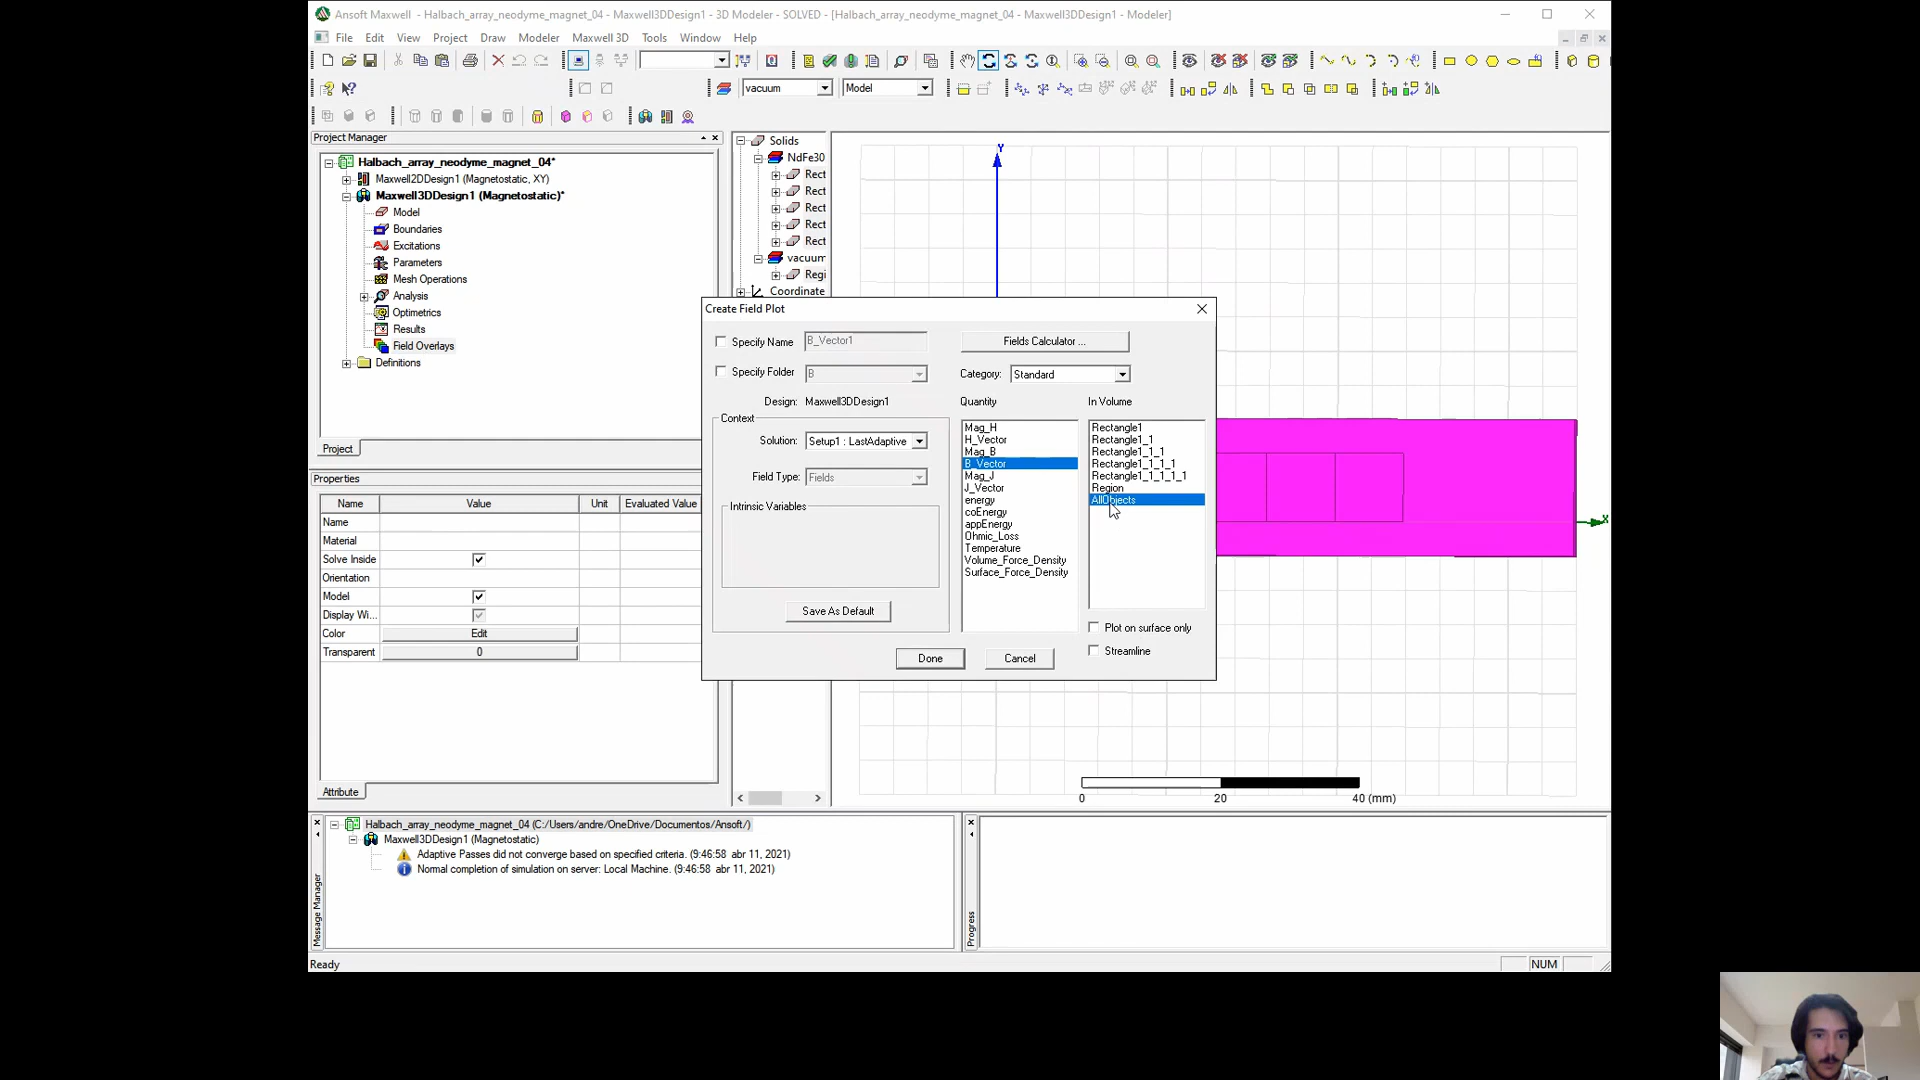 Ansoft Maxwell - Halbach_array_neodyme_magnet_04 - Maxwell3DDesign1 - 3D Modeler - SOLVED - [Halbach_array_neodyme_magnet_04 - Maxwell3DDesign1 - Modeler]
File Edit View Project Draw Modeler Maxwell 3D Tools Window Help
vacuum Model
Project Manager
Halbach_array_neodyme_magnet_04*
Maxwell2DDesign1 (Magnetostatic, XY)
Maxwell3DDesign1 (Magnetostatic)*
Model
Boundaries
Excitations
Parameters
Mesh Operations
Analysis
Optimetrics
Results
Field Overlays
Definitions
Project
Solids
NdFe30
Rect
Rect
Rect
Rect
Rect
vacuum
Regi
Coordinate
Y
X
Create Field Plot
Specify Name B_Vector1
Fields Calculator ...
Specify Folder B
Category: Standard
Design: Maxwell3DDesign1
Quantity
In Volume
Context
Solution: Setup1 : LastAdaptive
Field Type: Fields
Intrinsic Variables
Save As Default
Mag_H
H_Vector
Mag_B
B_Vector
Mag_J
J_Vector
energy
coEnergy
appEnergy
Ohmic_Loss
Temperature
Volume_Force_Density
Surface_Force_Density
Rectangle1
Rectangle1_1
Rectangle1_1_1
Rectangle1_1_1_1
Rectangle1_1_1_1_1
Region
AllObjects
Plot on surface only
Streamline
Done
Cancel
Properties
Name Value Unit Evaluated Value
Name
Material
Solve Inside
Orientation
Model
Display Wi...
Color Edit
Transparent 0
Attribute
0 20 40 (mm)
Message Manager
Halbach_array_neodyme_magnet_04 (C:/Users/andre/OneDrive/Documentos/Ansoft/)
Maxwell3DDesign1 (Magnetostatic)
Adaptive Passes did not converge based on specified criteria. (9:46:58 abr 11, 2021)
Normal completion of simulation on server: Local Machine. (9:46:58 abr 11, 2021)
Progress
Ready
NUM